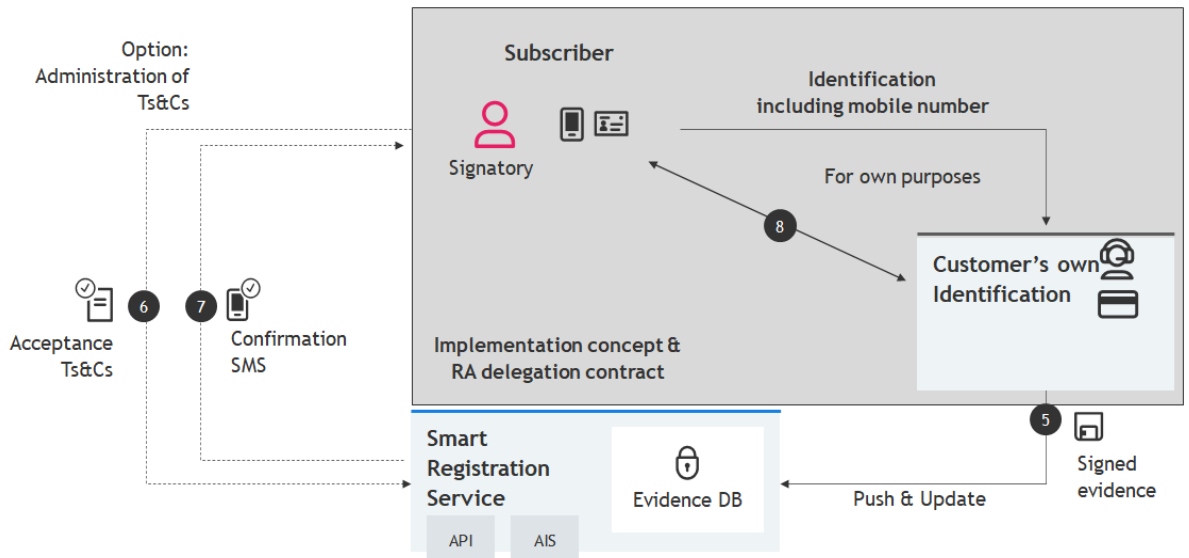 Option:
Administration of
Ts&Cs
Subscriber
Identification
including mobile number
Signatory
For own purposes
8
Customer's own
Identification
6
7
Acceptance
Ts&Cs
Confirmation
SMS
Implementation concept &
RA delegation contract
5
Signed
evidence
Smart
Registration
Service
Evidence DB
Push & Update
API
AIS